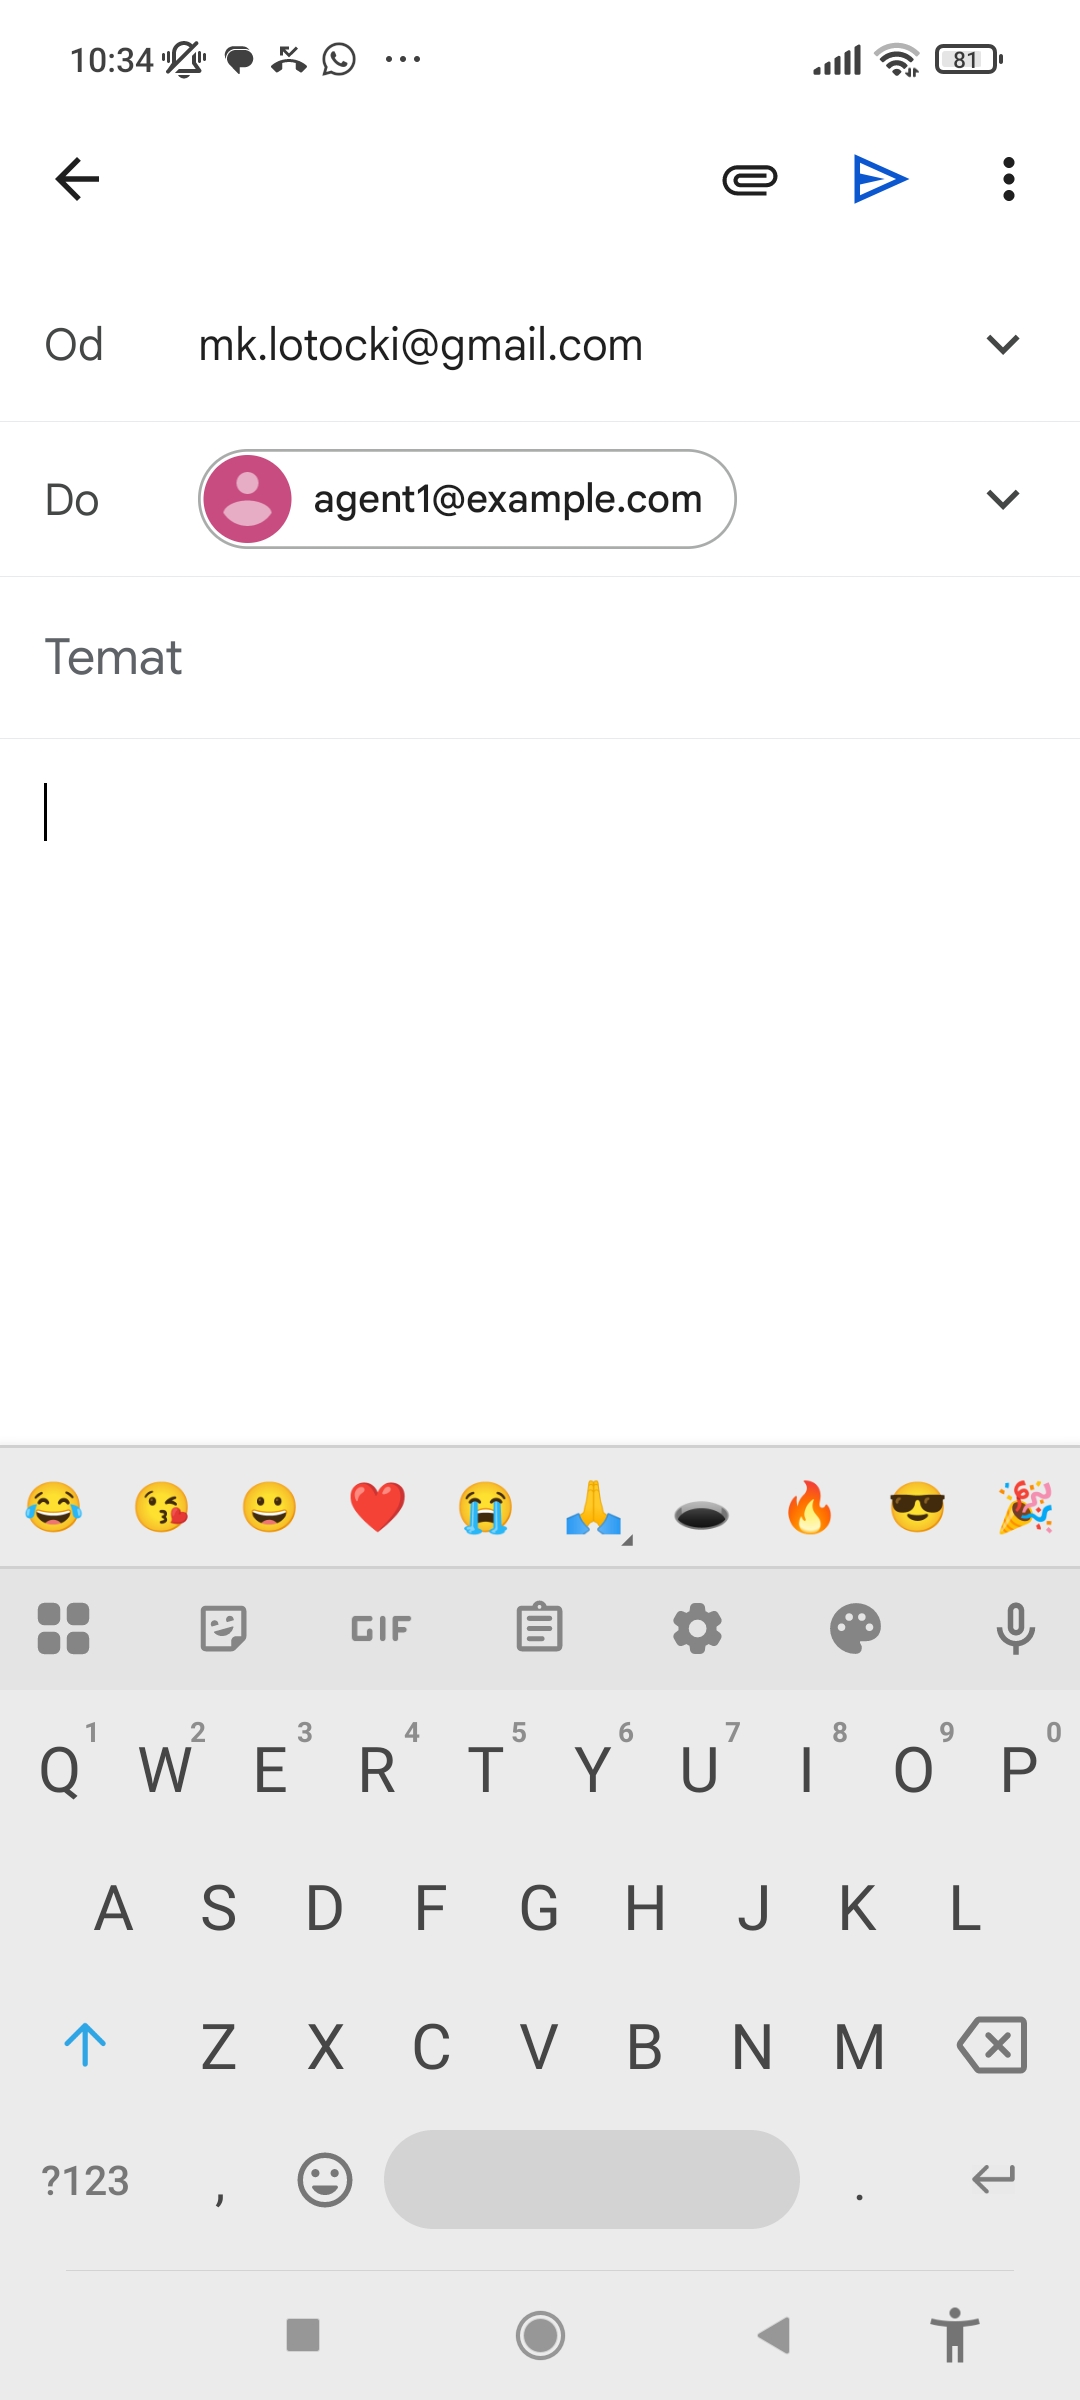 10:34
81
Od mk.lotocki@gmail.com
Do agent1@example.com
Temat
GIF
1 2 3 4 5 6 7 8 9 0
Q W E R T Y U I O P
A S D F G H J K L
Z X C V B N M
?123 , .